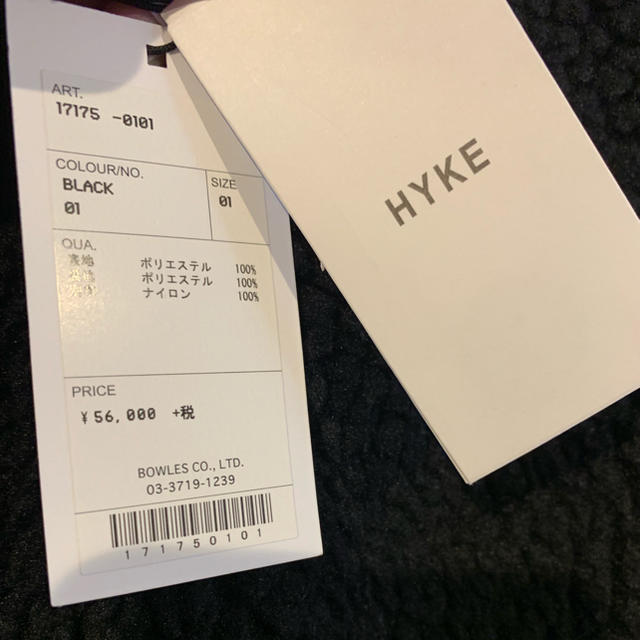 ART.
17175 -0101
COLOUR/NO.
BLACK
01
SIZE
01
QUA.
表地 ポリエステル 100%
ポリエステル 100%
ナイロン 100%
PRICE
¥56,000 +税
BOWLES CO., LTD.
03-3719-1239
171750101
HYKE